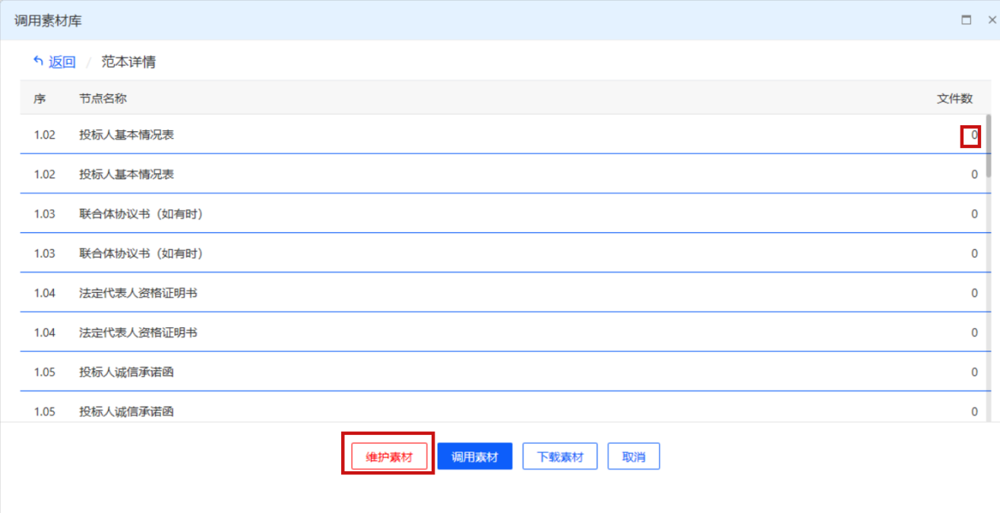 调用素材库
返回 / 范本详情
序 节点名称 文件数
1.02 投标人基本情况表 0
1.02 投标人基本情况表 0
1.03 联合体协议书（如有时） 0
1.03 联合体协议书（如有时） 0
1.04 法定代表人资格证明书 0
1.04 法定代表人资格证明书 0
1.05 投标人诚信承诺函 0
1.05 投标人诚信承诺函 0
维护素材 调用素材 下载素材 取消